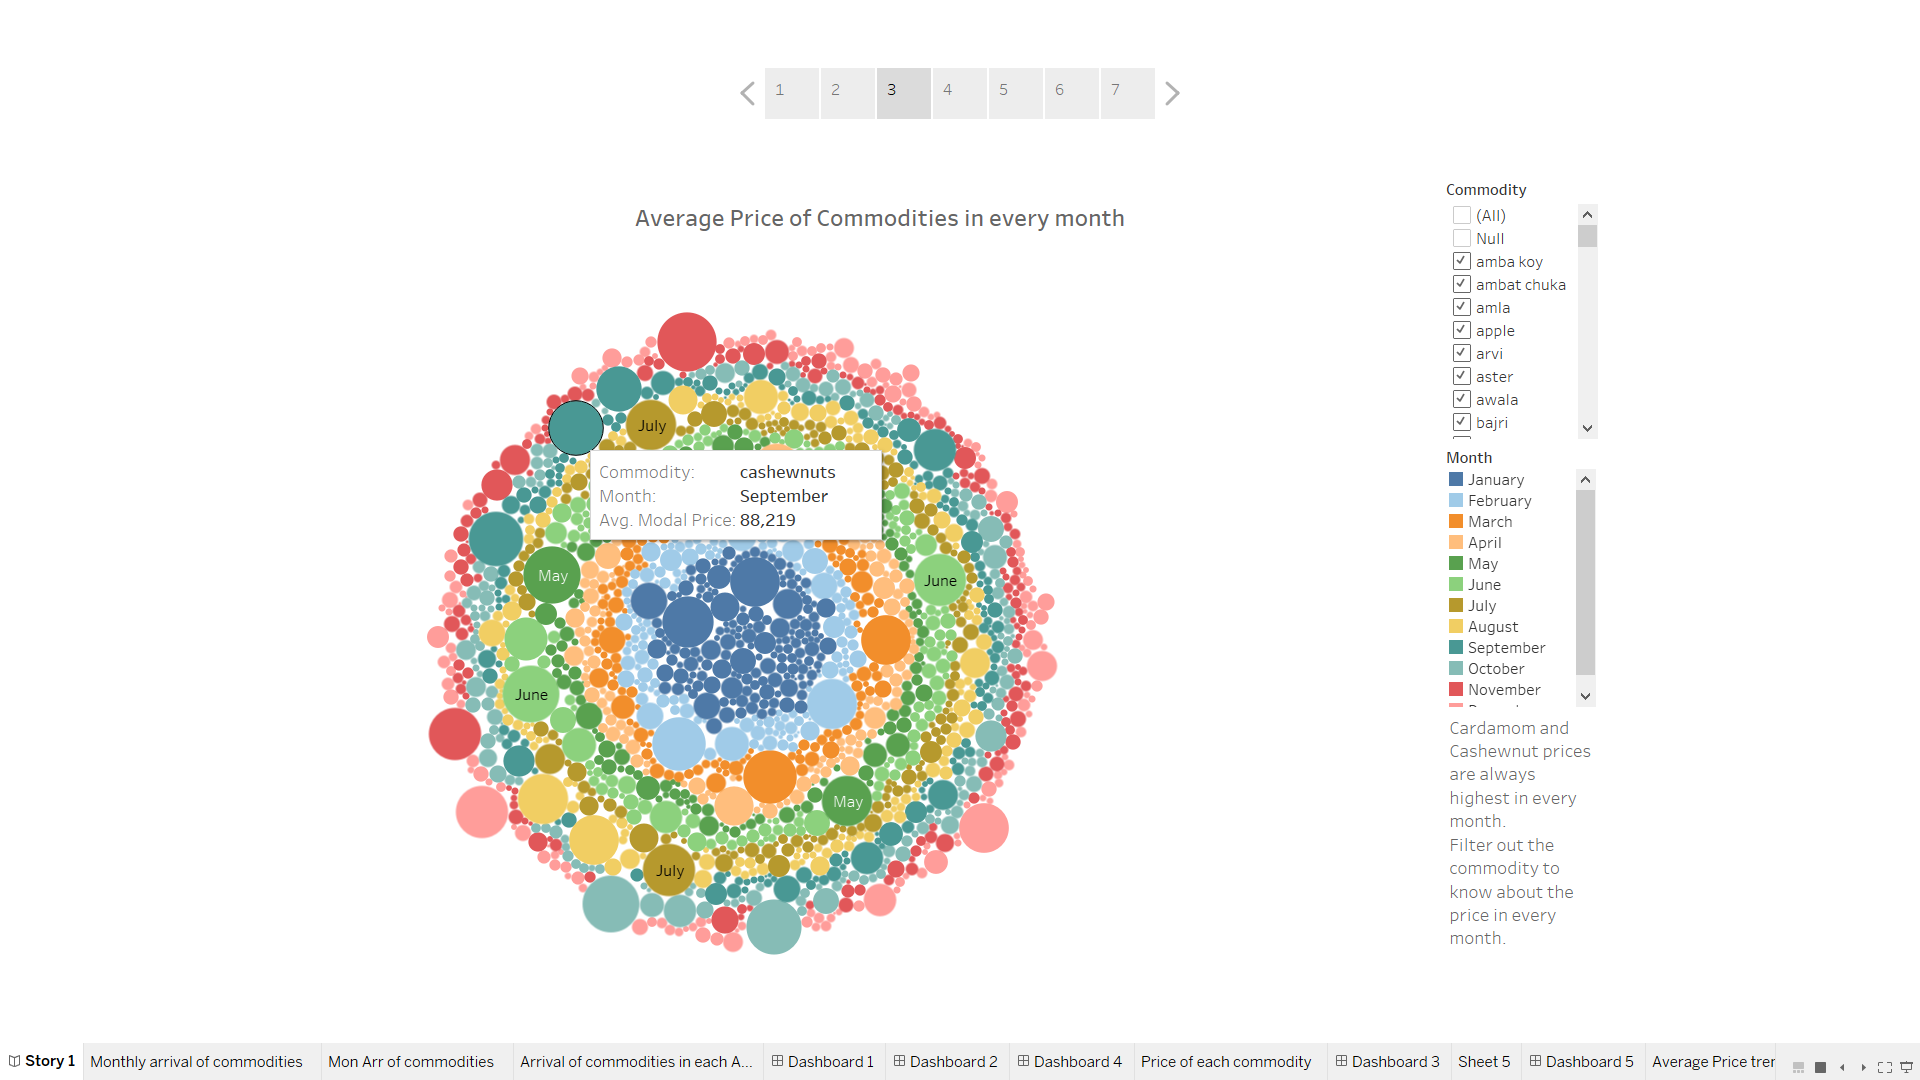 1 2 3 4 5 6 7
Average Price of Commodities in every month
Commodity
(All)
Null
amba koy
ambat chuka
amla
apple
arvi
aster
awala
bajri
Month
January
February
March
April
May
June
July
August
September
October
November
July
Commodity: cashewnuts
Month: September
Avg. Modal Price: 88,219
May
June
June
May
July
Cardamom and
Cashewnut prices
are always
highest in every
month.
Filter out the
commodity to
know about the
price in every
month.
Story 1 Monthly arrival of commodities Mon Arr of commodities Arrival of commodities in each A... Dashboard 1 Dashboard 2 Dashboard 4 Price of each commodity Dashboard 3 Sheet 5 Dashboard 5 Average Price